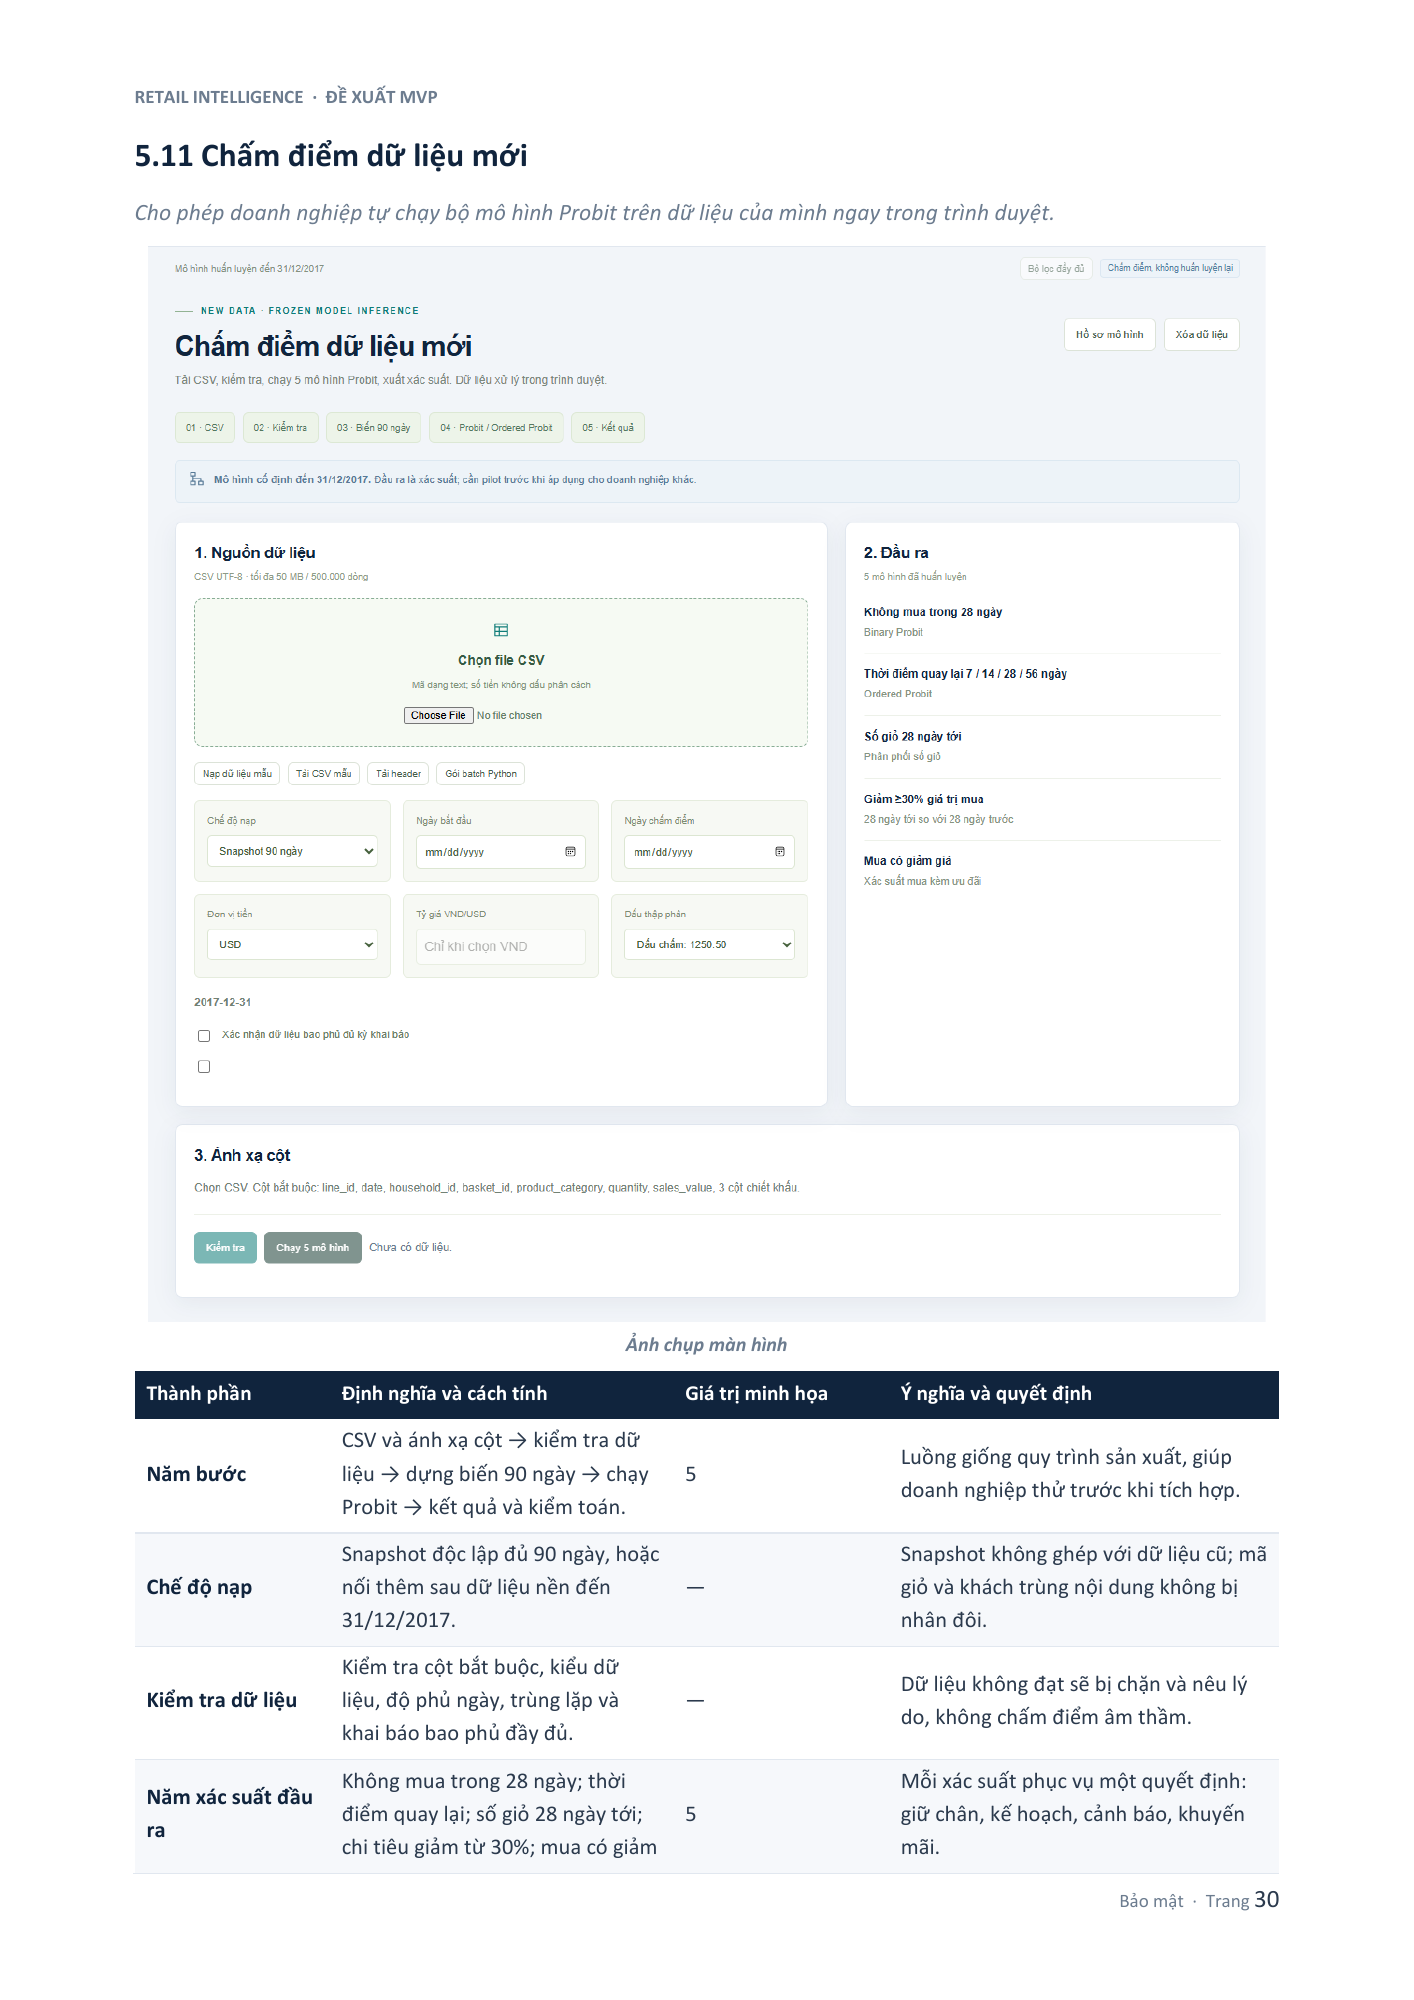 RETAIL INTELLIGENCE · ĐỀ XUẤT MVP
5.11 Chấm điểm dữ liệu mới
Cho phép doanh nghiệp tự chạy bộ mô hình Probit trên dữ liệu của mình ngay trong trình duyệt.
Mô hình huấn luyện đến 31/12/2017
Bộ lọc đầy đủ
Chấm điểm, không huấn luyện lại
NEW DATA · FROZEN MODEL INFERENCE
Chấm điểm dữ liệu mới
Hồ sơ mô hình
Xóa dữ liệu
Tải CSV, kiểm tra, chạy 5 mô hình Probit, xuất xác suất. Dữ liệu xử lý trong trình duyệt.
01 · CSV
02 · Kiểm tra
03 · Biến 90 ngày
04 · Probit / Ordered Probit
05 · Kết quả
Mô hình cố định đến 31/12/2017. Đầu ra là xác suất; cần pilot trước khi áp dụng cho doanh nghiệp khác.
1. Nguồn dữ liệu
CSV UTF-8 · tối đa 50 MB / 500.000 dòng
Chọn file CSV
Mã dạng text; số tiền không dấu phân cách
Choose File No file chosen
Nạp dữ liệu mẫu
Tải CSV mẫu
Tải header
Gói batch Python
Chế độ nạp
Ngày bắt đầu
Ngày chấm điểm
Snapshot 90 ngày
mm/dd/yyyy
mm/dd/yyyy
Đơn vị tiền
Tỷ giá VND/USD
Dấu thập phân
USD
Chỉ khi chọn VND
Dấu chấm: 1250.50
2017-12-31
Xác nhận dữ liệu bao phủ đủ kỳ khai báo
2. Đầu ra
5 mô hình đã huấn luyện
Không mua trong 28 ngày
Binary Probit
Thời điểm quay lại 7 / 14 / 28 / 56 ngày
Ordered Probit
Số giỏ 28 ngày tới
Phân phối số giỏ
Giảm ≥30% giá trị mua
28 ngày tới so với 28 ngày trước
Mua có giảm giá
Xác suất mua kèm ưu đãi
3. Ánh xạ cột
Chọn CSV. Cột bắt buộc: line_id, date, household_id, basket_id, product_category, quantity, sales_value, 3 cột chiết khấu.
Kiểm tra
Chạy 5 mô hình
Chưa có dữ liệu.
Ảnh chụp màn hình
Thành phần
Định nghĩa và cách tính
Giá trị minh họa
Ý nghĩa và quyết định
Năm bước
CSV và ánh xạ cột → kiểm tra dữ
liệu → dựng biến 90 ngày → chạy
Probit → kết quả và kiểm toán.
5
Luồng giống quy trình sản xuất, giúp
doanh nghiệp thử trước khi tích hợp.
Chế độ nạp
Snapshot độc lập đủ 90 ngày, hoặc
nối thêm sau dữ liệu nền đến
31/12/2017.
—
Snapshot không ghép với dữ liệu cũ; mã
giỏ và khách trùng nội dung không bị
nhân đôi.
Kiểm tra dữ liệu
Kiểm tra cột bắt buộc, kiểu dữ
liệu, độ phủ ngày, trùng lặp và
khai báo bao phủ đầy đủ.
—
Dữ liệu không đạt sẽ bị chặn và nêu lý
do, không chấm điểm âm thầm.
Năm xác suất đầu
ra
Không mua trong 28 ngày; thời
điểm quay lại; số giỏ 28 ngày tới;
chi tiêu giảm từ 30%; mua có giảm
5
Mỗi xác suất phục vụ một quyết định:
giữ chân, kế hoạch, cảnh báo, khuyến
mãi.
Bảo mật · Trang 30